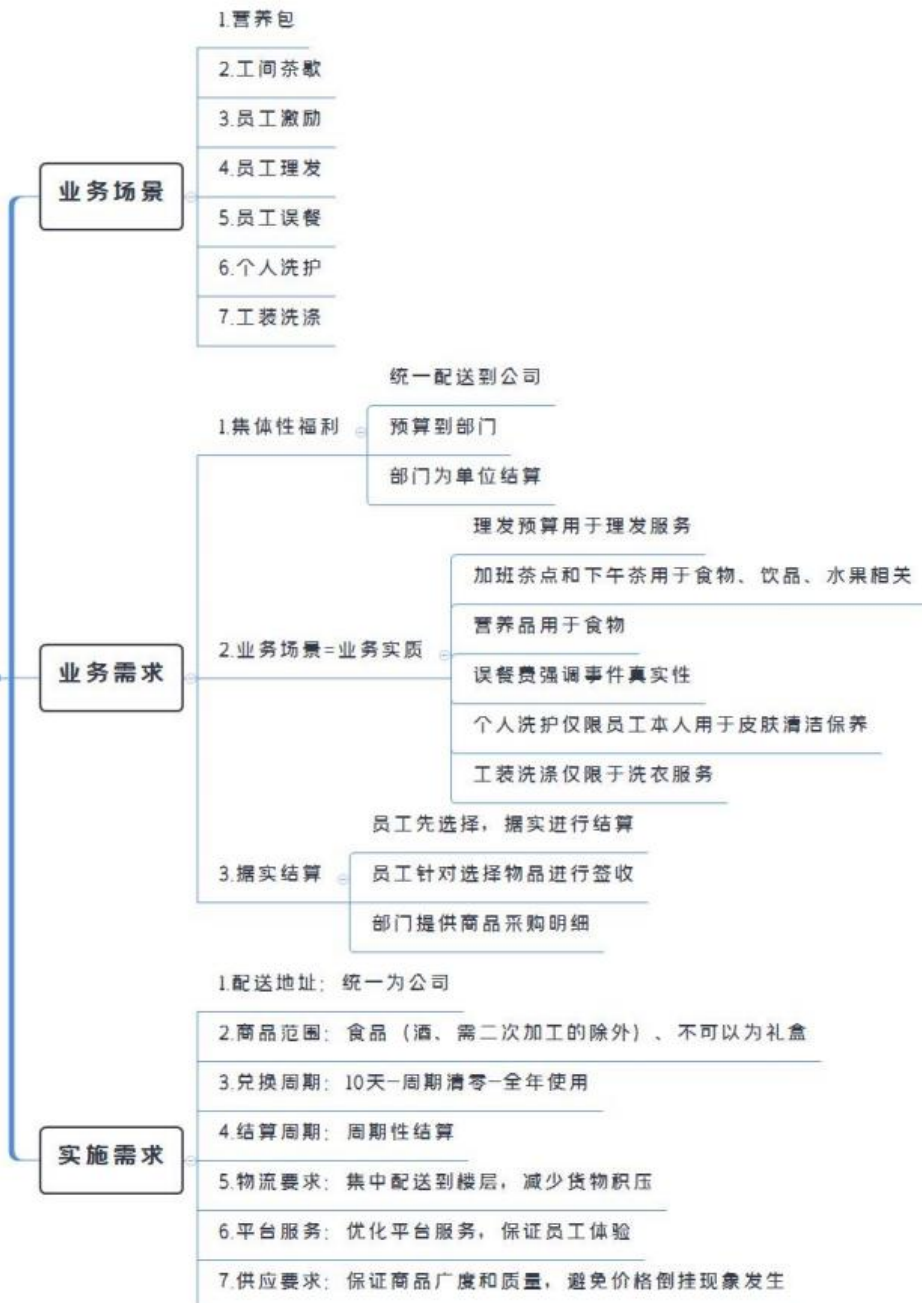 业务场景
1.营养包
2.工间茶歇
3.员工激励
4.员工理发
5.员工误餐
6.个人洗护
7.工装洗涤
业务需求
1.集体性福利
统一配送到公司
预算到部门
部门为单位结算
2.业务场景=业务实质
理发预算用于理发服务
加班茶点和下午茶用于食物、饮品、水果相关
营养品用于食物
误餐费强调事件真实性
个人洗护仅限员工本人用于皮肤清洁保养
工装洗涤仅限于洗衣服务
3.据实结算
员工先选择，据实进行结算
员工针对选择物品进行签收
部门提供商品采购明细
实施需求
1.配送地址：统一为公司
2.商品范围：食品（酒、需二次加工的除外）、不可以为礼盒
3.兑换周期：10天-周期清零-全年使用
4.结算周期：周期性结算
5.物流要求：集中配送到楼层，减少货物积压
6.平台服务：优化平台服务，保证员工体验
7.供应要求：保证商品广度和质量，避免价格倒挂现象发生